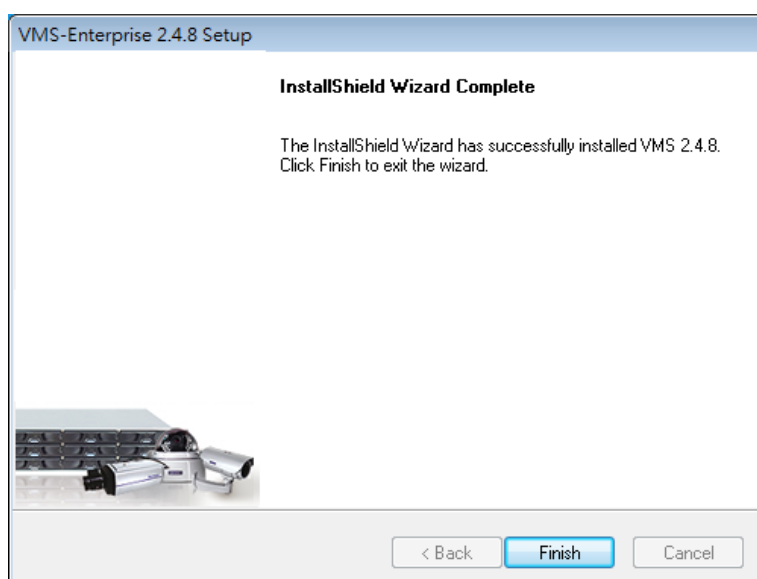 VMS-Enterprise 2.4.8 Setup
InstallShield Wizard Complete
The InstallShield Wizard has successfully installed VMS 2.4.8.
Click Finish to exit the wizard.
< Back
Finish
Cancel